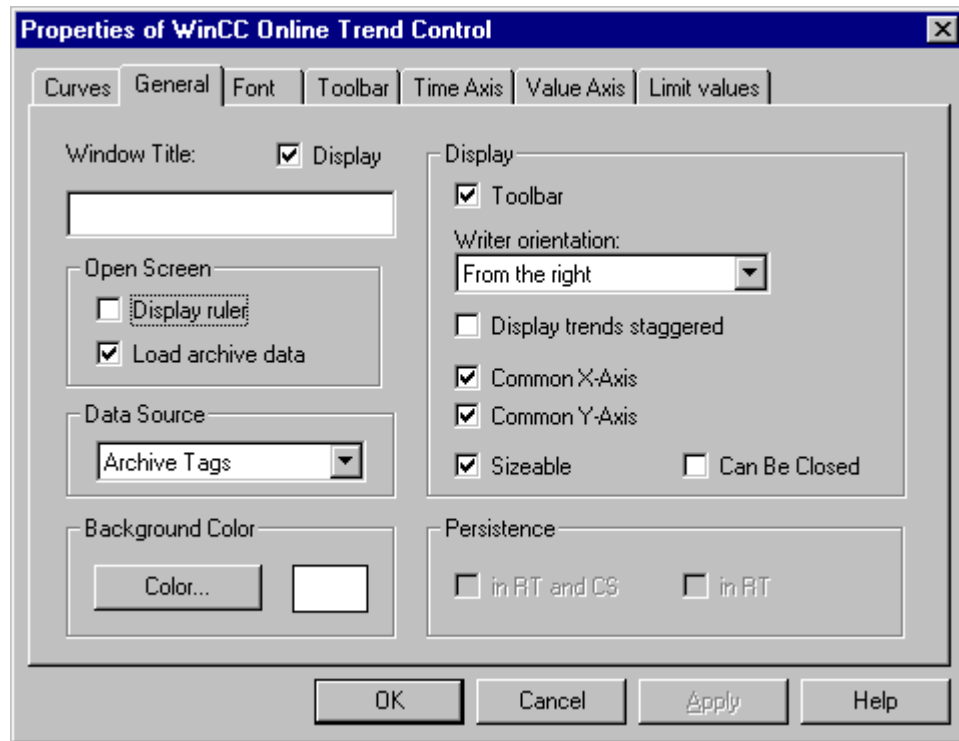 Properties of WinCC Online Trend Control
Curves General Font Toolbar Time Axis Value Axis Limit values
Window Title: Display
Open Screen
Display ruler
Load archive data
Data Source
Archive Tags
Background Color
Color...
Display
Toolbar
Writer orientation:
From the right
Display trends staggered
Common X-Axis
Common Y-Axis
Sizeable Can Be Closed
Persistence
in RT and CS in RT
OK Cancel Apply Help